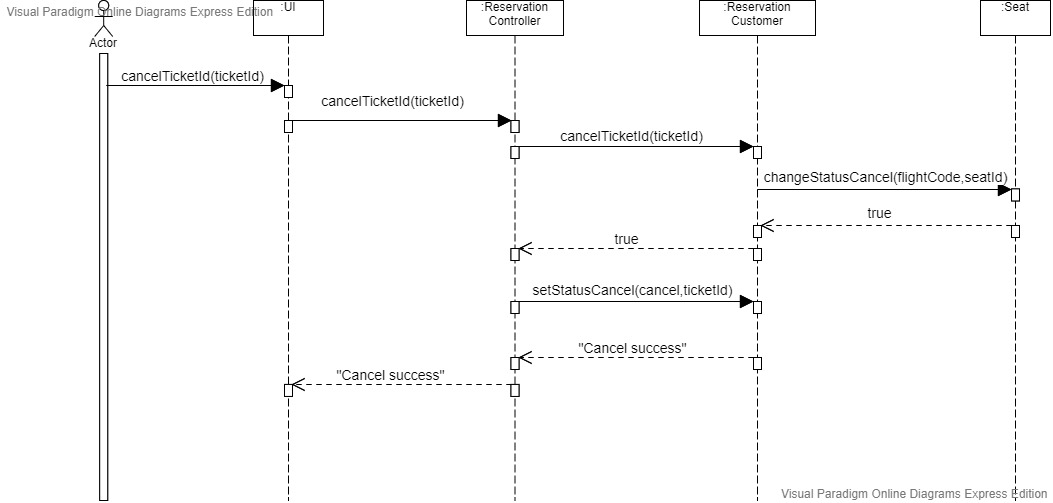 Visual Paradigm Online Diagrams Express Edition
:UI
:Reservation
Controller
:Reservation
Customer
:Seat
Actor
cancelTicketId(ticketId)
cancelTicketId(ticketId)
cancelTicketId(ticketId)
changeStatusCancel(flightCode,seatId)
true
true
setStatusCancel(cancel,ticketId)
"Cancel success"
"Cancel success"
Visual Paradigm Online Diagrams Express Edition